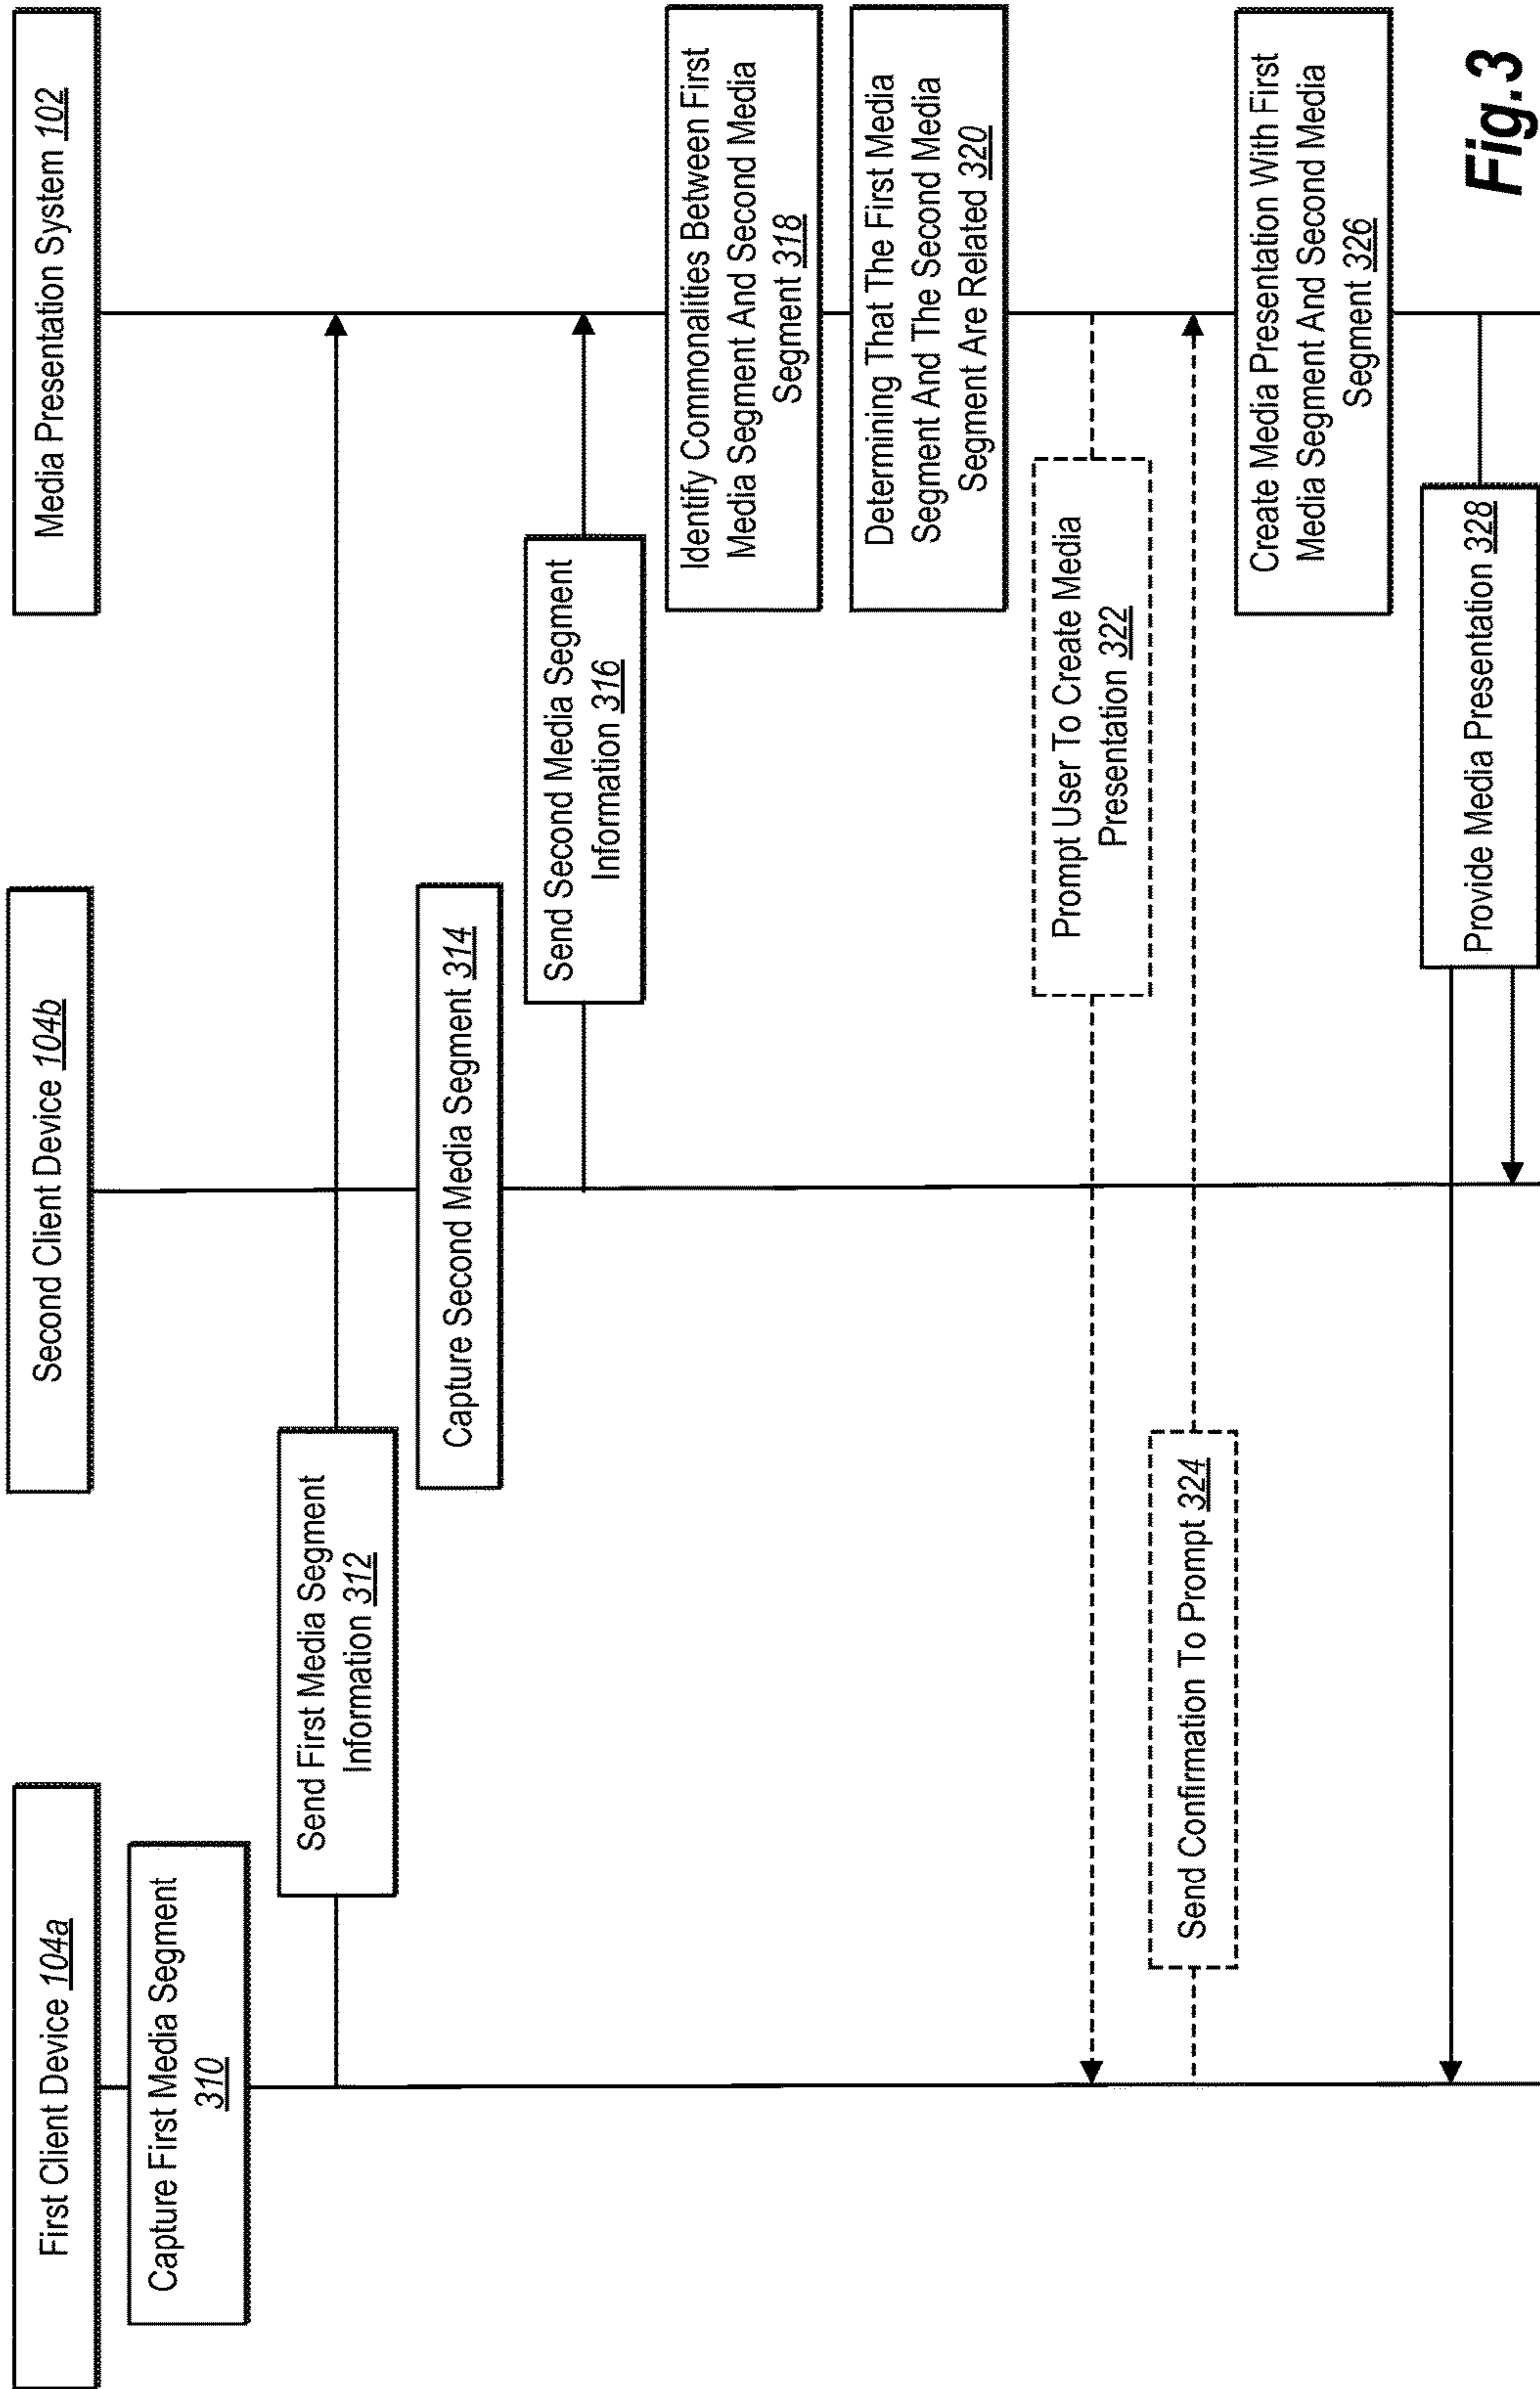 First Client Device 104a
Second Client Device 104b
Media Presentation System 102
Capture First Media Segment
310
Send First Media Segment
Information 312
Capture Second Media Segment 314
Send Second Media Segment
Information 316
Identify Commonalities Between First
Media Segment And Second Media
Segment 318
Determining That The First Media
Segment And The Second Media
Segment Are Related 320
Prompt User To Create Media
Presentation 322
Send Confirmation To Prompt 324
Create Media Presentation With First
Media Segment And Second Media
Segment 326
Provide Media Presentation 328
Fig.3